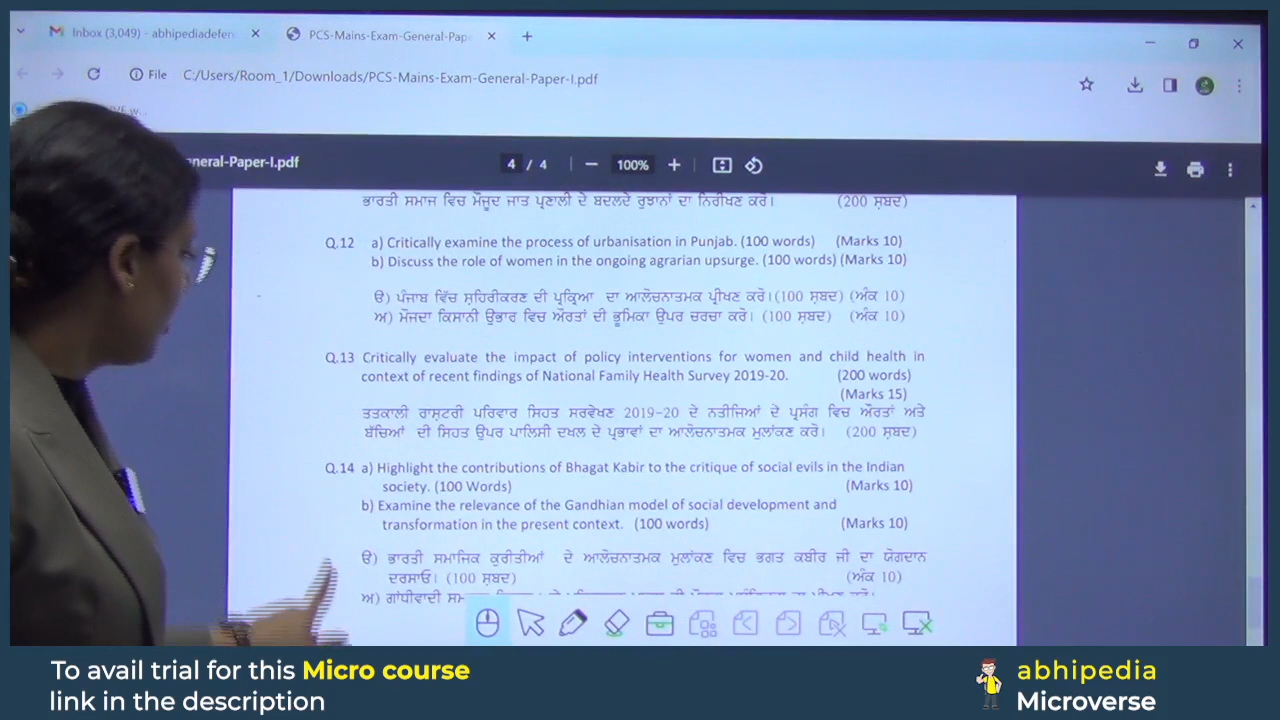 Inbox (3,049) - abhipediadefen
PCS-Mains-Exam-General-Pap
File C:/Users/Room_1/Downloads/PCS-Mains-Exam-General-Paper-I.pdf
neral-Paper-I.pdf
4 / 4
100%
ਭਾਰਤੀ ਸਮਾਜ ਵਿਚ ਮੌਜੂਦ ਜਾਤ ਪ੍ਰਣਾਲੀ ਦੇ ਬਦਲਦੇ ਰੁਝਾਨਾਂ ਦਾ ਨਿਰੀਖਣ ਕਰੋ। (200 ਸ਼ਬਦ)
Q.12 a) Critically examine the process of urbanisation in Punjab. (100 words) (Marks 10)
b) Discuss the role of women in the ongoing agrarian upsurge. (100 words) (Marks 10)
ੳ) ਪੰਜਾਬ ਵਿੱਚ ਸ਼ਹਿਰੀਕਰਣ ਦੀ ਪ੍ਰਕ੍ਰਿਆ ਦਾ ਆਲੋਚਨਾਤਮਕ ਪ੍ਰੀਖਣ ਕਰੋ। (100 ਸ਼ਬਦ) (ਅੰਕ 10)
ਅ) ਮੌਜਦਾ ਕਿਸਾਨੀ ਉਭਾਰ ਵਿਚ ਔਰਤਾਂ ਦੀ ਭੂਮਿਕਾ ਉਪਰ ਚਰਚਾ ਕਰੋ। (100 ਸ਼ਬਦ) (ਅੰਕ 10)
Q.13 Critically evaluate the impact of policy interventions for women and child health in
context of recent findings of National Family Health Survey 2019-20. (200 words)
(Marks 15)
ਤਤਕਾਲੀ ਰਾਸ਼ਟਰੀ ਪਰਿਵਾਰ ਸਿਹਤ ਸਰਵੇਖਣ 2019-20 ਦੇ ਨਤੀਜਿਆਂ ਦੇ ਪ੍ਰਸੰਗ ਵਿਚ ਔਰਤਾਂ ਅਤੇ
ਬੱਚਿਆਂ ਦੀ ਸਿਹਤ ਉਪਰ ਪਾਲਿਸੀ ਦਖਲ ਦੇ ਪ੍ਰਭਾਵਾਂ ਦਾ ਆਲੋਚਨਾਤਮਕ ਮੁਲਾਂਕਣ ਕਰੋ। (200 ਸ਼ਬਦ)
Q.14 a) Highlight the contributions of Bhagat Kabir to the critique of social evils in the Indian
society. (100 Words) (Marks 10)
b) Examine the relevance of the Gandhian model of social development and
transformation in the present context. (100 words) (Marks 10)
ੳ) ਭਾਰਤੀ ਸਮਾਜਿਕ ਕੁਰੀਤੀਆਂ ਦੇ ਆਲੋਚਨਾਤਮਕ ਮੁਲਾਂਕਣ ਵਿਚ ਭਗਤ ਕਬੀਰ ਜੀ ਦਾ ਯੋਗਦਾਨ
ਦਰਸਾਓ। (100 ਸ਼ਬਦ) (ਅੰਕ 10)
ਅ) ਗਾਂਧੀਵਾਦੀ
To avail trial for this Micro course
link in the description
abhipedia
Microverse